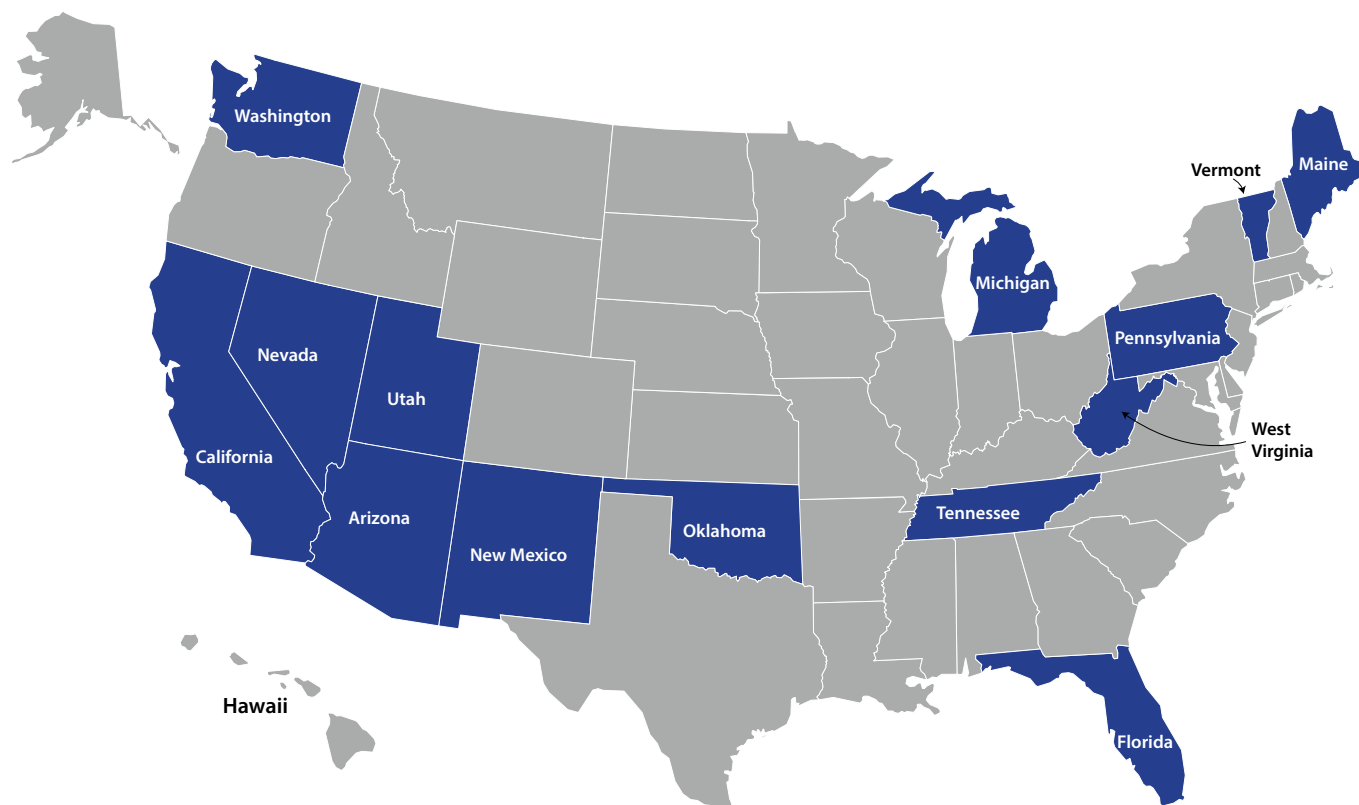 Washington
Vermont
Maine
Michigan
Pennsylvania
Nevada
Utah
California
West
Virginia
Arizona
Tennessee
Oklahoma
New Mexico
Hawaii
Florida